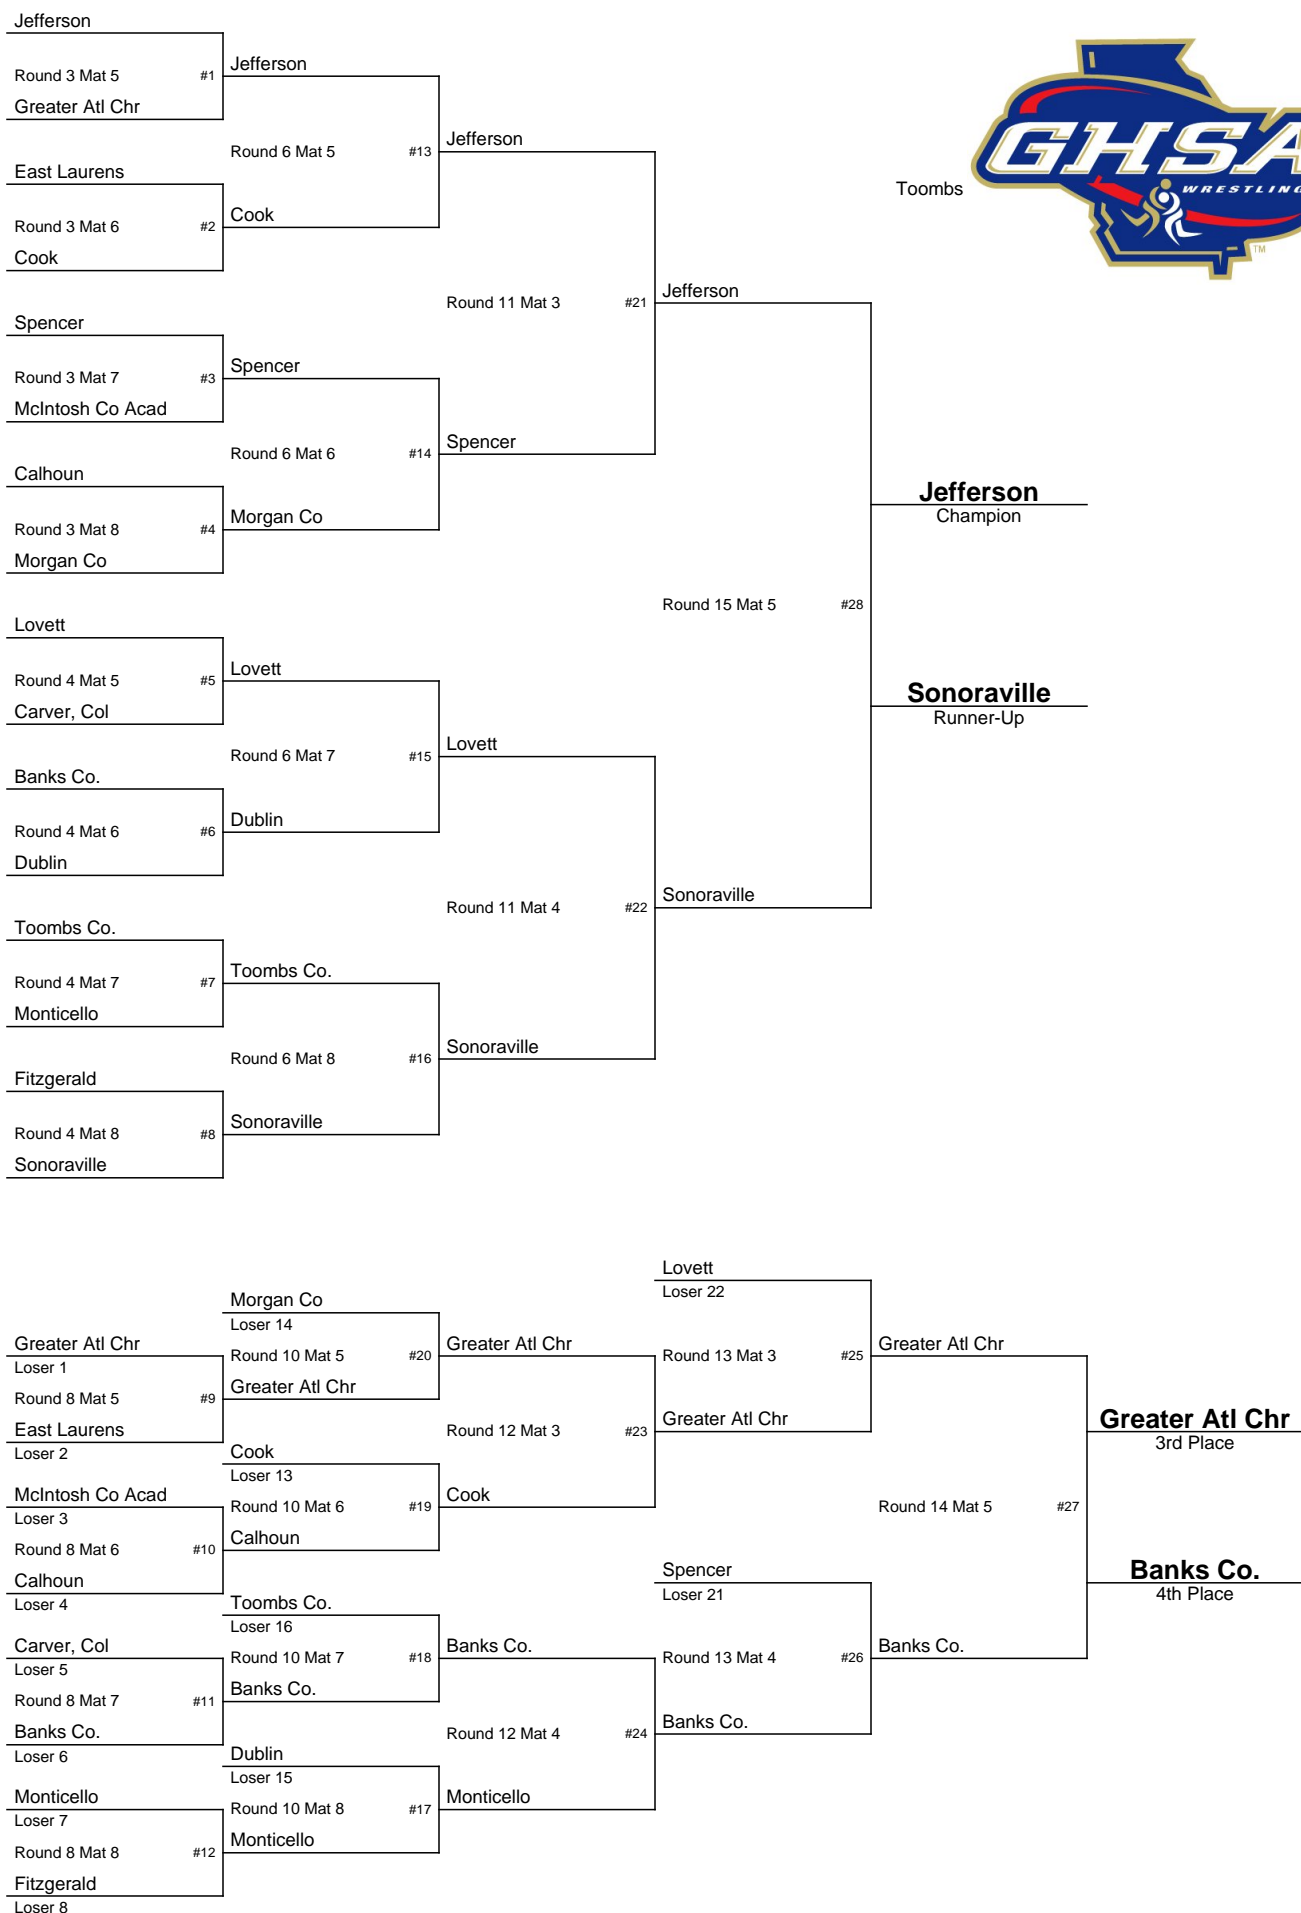 Jefferson
Round 3 Mat 5 #1
Jefferson
Greater Atl Chr
Round 6 Mat 5 #13
Jefferson
East Laurens
Round 3 Mat 6 #2
Cook
Cook
Round 11 Mat 3 #21
Jefferson
Spencer
Round 3 Mat 7 #3
Spencer
McIntosh Co Acad
Round 6 Mat 6 #14
Spencer
Calhoun
Round 3 Mat 8 #4
Morgan Co
Morgan Co
Toombs
GHSA
WRESTLING
TM
Jefferson
Champion
Round 15 Mat 5 #28
Sonoraville
Runner-Up
Lovett
Round 4 Mat 5 #5
Lovett
Carver, Col
Round 6 Mat 7 #15
Lovett
Banks Co.
Round 4 Mat 6 #6
Dublin
Dublin
Round 11 Mat 4 #22
Sonoraville
Toombs Co.
Round 4 Mat 7 #7
Toombs Co.
Monticello
Round 6 Mat 8 #16
Sonoraville
Fitzgerald
Round 4 Mat 8 #8
Sonoraville
Sonoraville
Lovett
Loser 22
Morgan Co
Loser 14
Greater Atl Chr
Loser 1
Round 10 Mat 5 #20
Greater Atl Chr
Round 13 Mat 3 #25
Greater Atl Chr
Round 8 Mat 5 #9
Greater Atl Chr
East Laurens
Loser 2
Round 12 Mat 3 #23
Greater Atl Chr
Greater Atl Chr
3rd Place
Cook
Loser 13
McIntosh Co Acad
Loser 3
Round 10 Mat 6 #19
Cook
Round 14 Mat 5 #27
Round 8 Mat 6 #10
Calhoun
Calhoun
Loser 4
Spencer
Loser 21
Banks Co.
4th Place
Toombs Co.
Loser 16
Carver, Col
Loser 5
Round 10 Mat 7 #18
Banks Co.
Round 13 Mat 4 #26
Banks Co.
Round 8 Mat 7 #11
Banks Co.
Banks Co.
Loser 6
Round 12 Mat 4 #24
Banks Co.
Dublin
Loser 15
Monticello
Loser 7
Round 10 Mat 8 #17
Monticello
Round 8 Mat 8 #12
Monticello
Fitzgerald
Loser 8